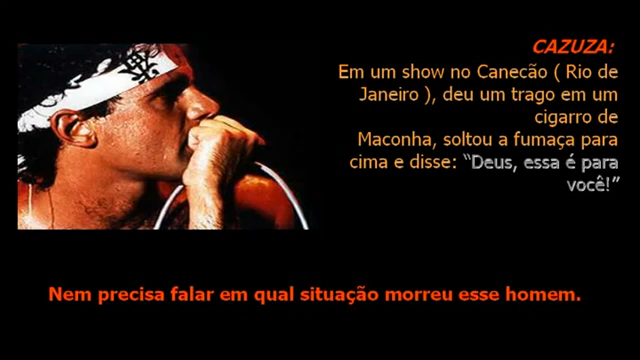 CAZUZA:
Em um show no Canecão ( Rio de
Janeiro ), deu um trago em um
cigarro de
Maconha, soltou a fumaça para
cima e disse: “Deus, essa é para
você!”
Nem precisa falar em qual situação morreu esse homem.